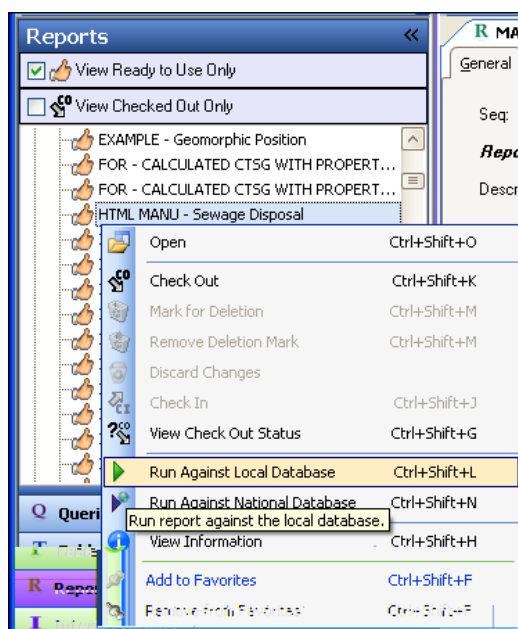 Reports «
R MA
View Ready to Use Only
General
View Checked Out Only
Seq:
EXAMPLE - Geomorphic Position
FOR - CALCULATED CTSG WITH PROPERT...
FOR - CALCULATED CTSG WITH PROPERT...
Descr
HTML MANU - Sewage Disposal
Open Ctrl+Shift+O
Check Out Ctrl+Shift+K
Mark for Deletion Ctrl+Shift+M
Remove Deletion Mark Ctrl+Shift+M
Discard Changes
Check In Ctrl+Shift+J
View Check Out Status Ctrl+Shift+G
Run Against Local Database Ctrl+Shift+L
Run Against National Database Ctrl+Shift+N
Q Queri
Run report against the local database.
View Information Ctrl+Shift+H
T
R Repor
Add to Favorites Ctrl+Shift+F
I